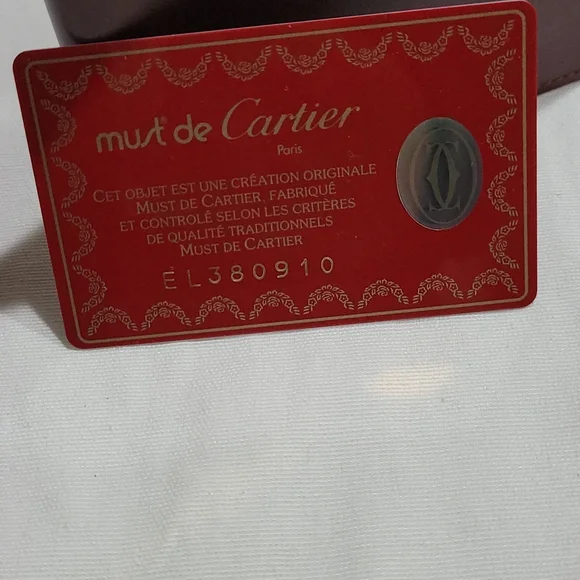 must de Cartier
Paris
CET OBJET EST UNE CRÉATION ORIGINALE
MUST DE CARTIER, FABRIQUÉ
ET CONTROLÉ SELON LES CRITÈRES
DE QUALITÉ TRADITIONNELS
MUST DE CARTIER
EL380910